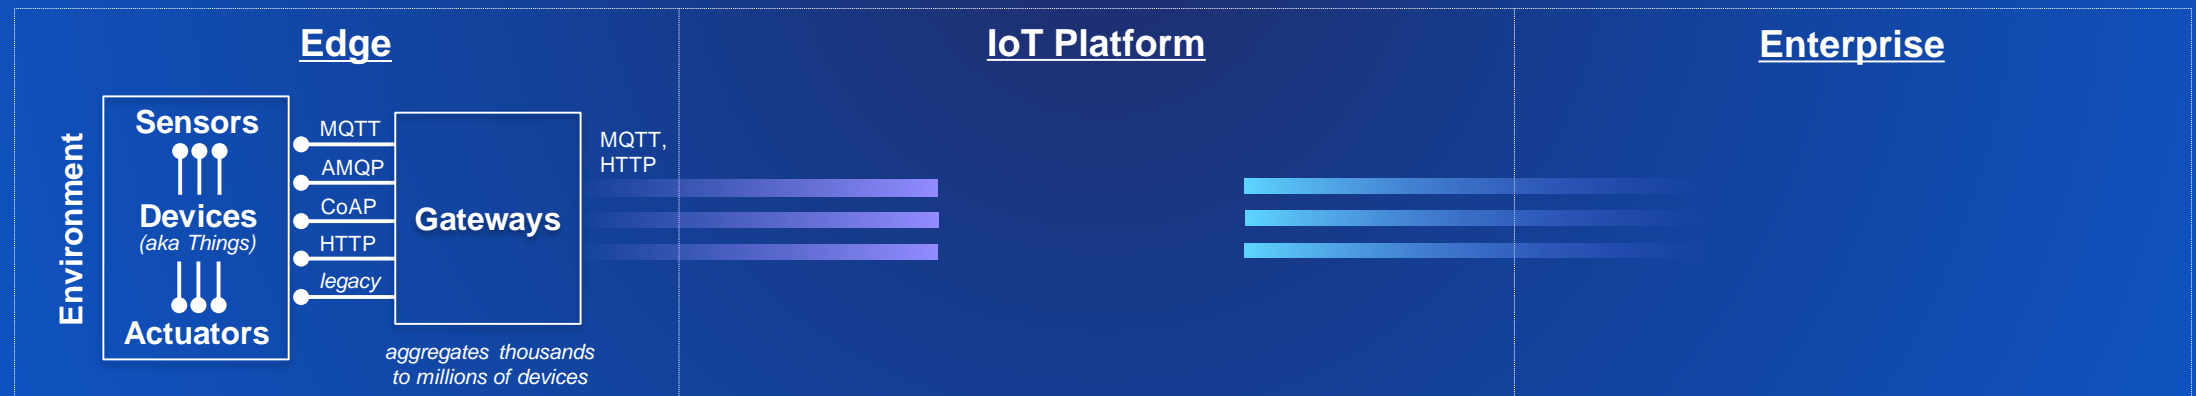 Edge
IoT Platform
Enterprise
Environment
Sensors
Devices
(aka Things)
Actuators
MQTT
AMQP
CoAP
HTTP
legacy
Gateways
aggregates thousands
to millions of devices
MQTT,
HTTP